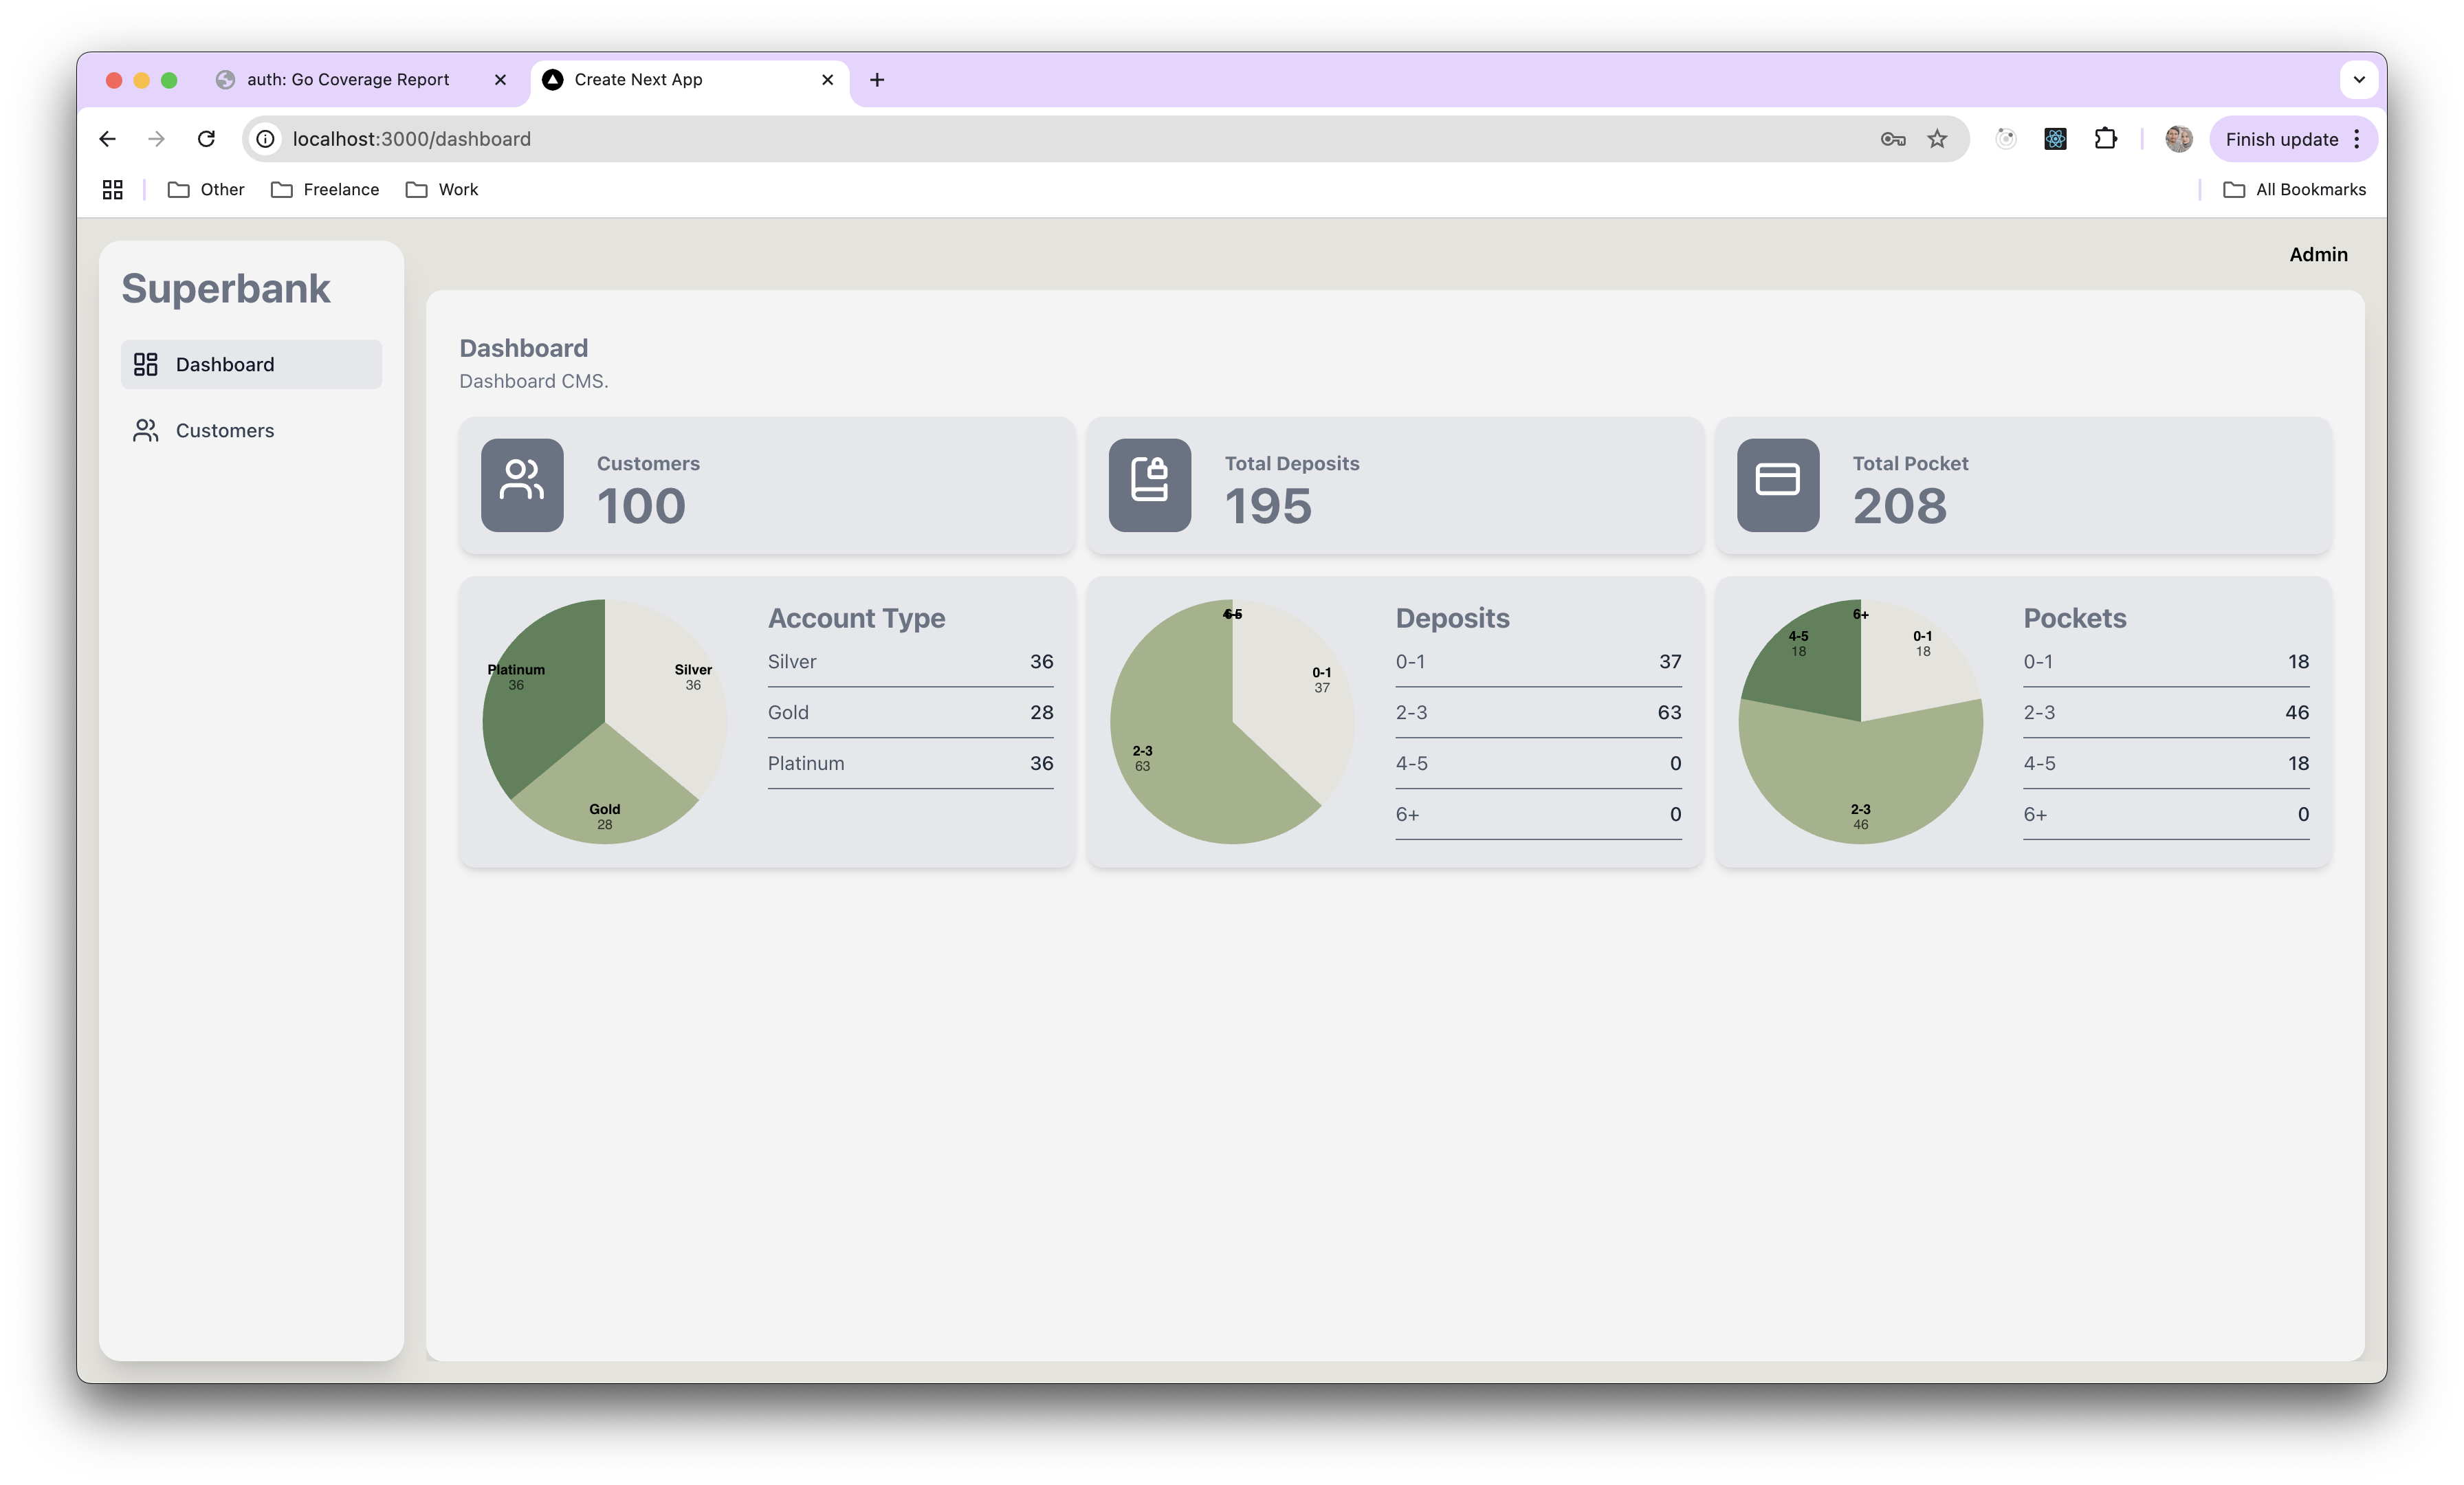 auth: Go Coverage Report
Create Next App
localhost:3000/dashboard
Finish update
Other
Freelance
Work
All Bookmarks
Superbank
Dashboard
Customers
Admin
Dashboard
Dashboard CMS.
Customers
100
Total Deposits
195
Total Pocket
208
Platinum
36
Silver
36
Gold
28
Account Type
Silver 36
Gold 28
Platinum 36
0-1
37
2-3
63
Deposits
0-1 37
2-3 63
4-5 0
6+ 0
6+
4-5
18
0-1
18
2-3
46
Pockets
0-1 18
2-3 46
4-5 18
6+ 0